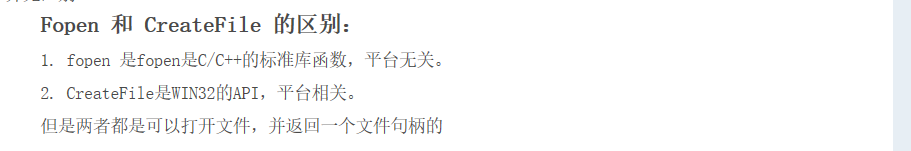 Fopen 和 CreateFile 的区别：
1. fopen 是fopen是C/C++的标准库函数，平台无关。
2. CreateFile是WIN32的API，平台相关。
但是两者都是可以打开文件，并返回一个文件句柄的